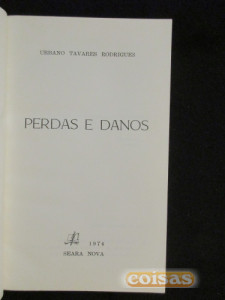 URBANO TAVARES RODRIGUES
PERDAS E DANOS
1974
SEARA NOVA
coisas